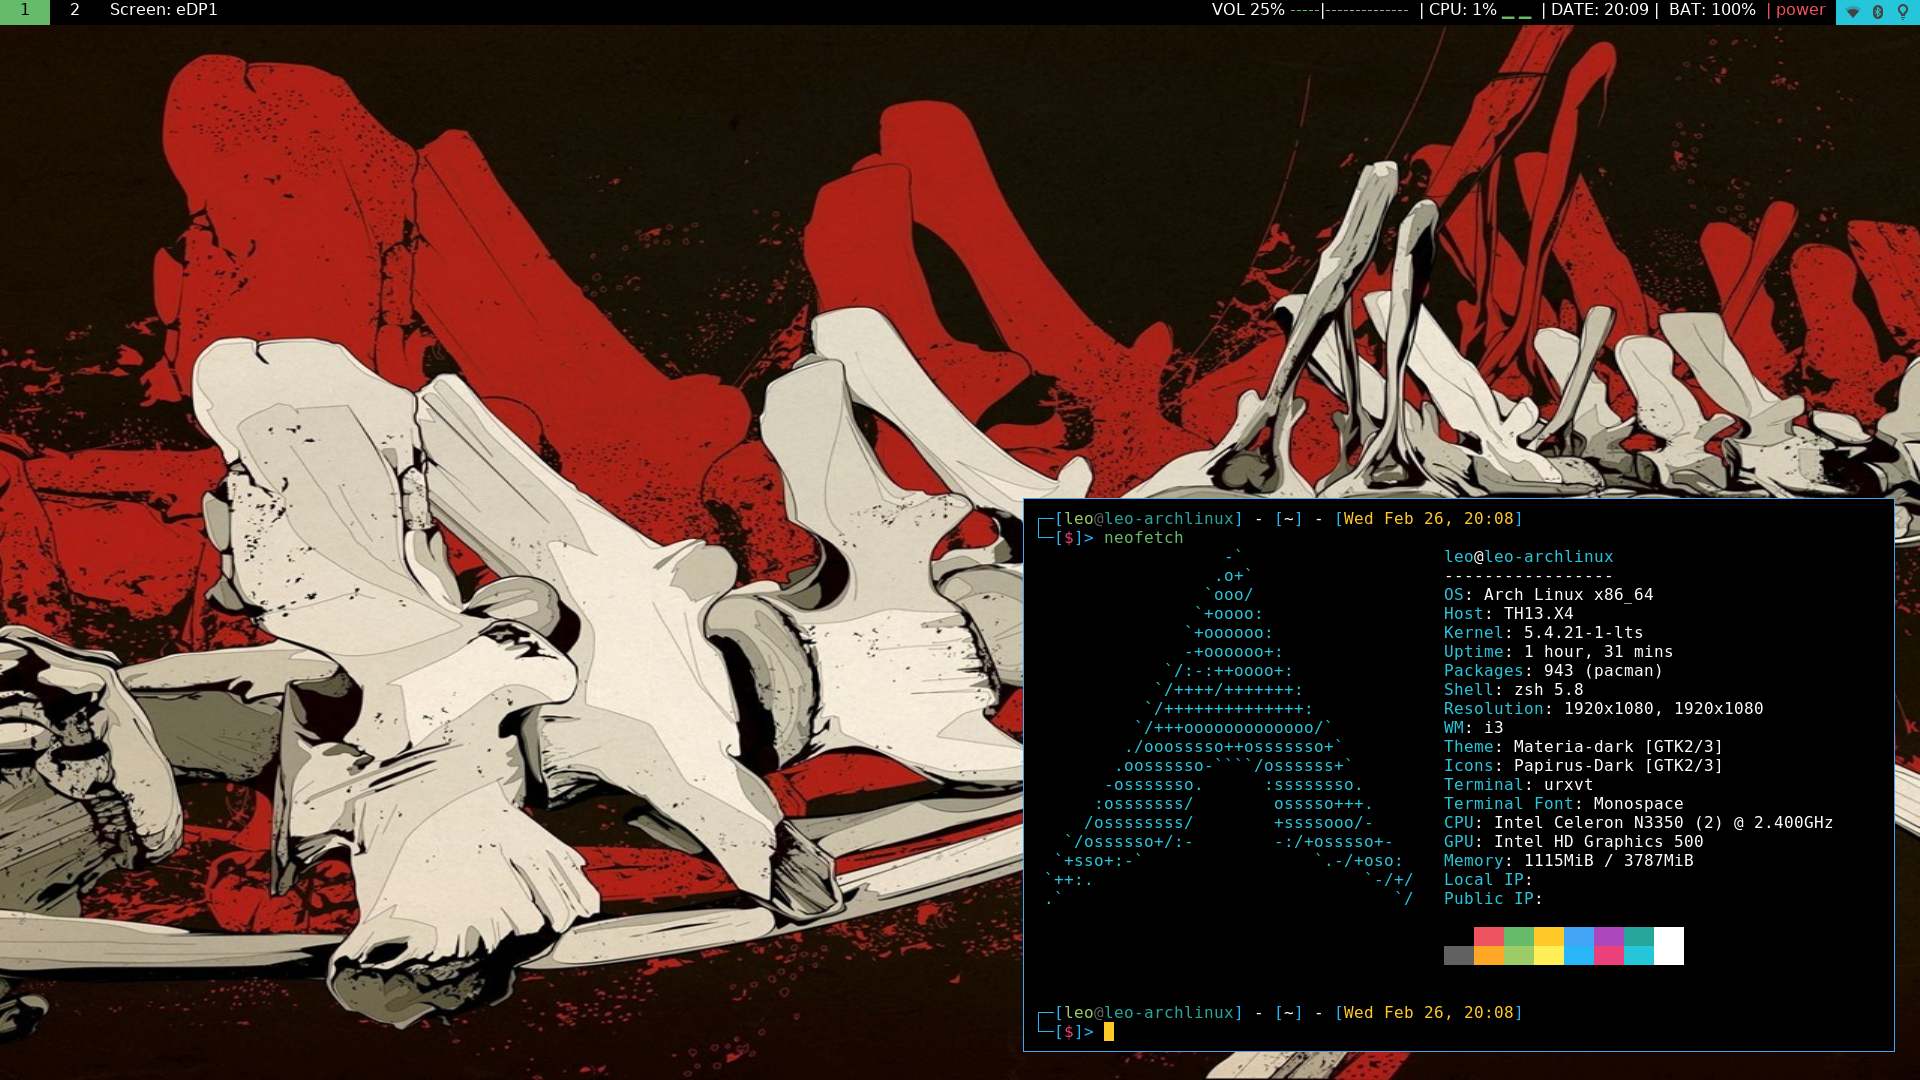 1 2 Screen: eDP1 VOL 25% -----|-------------- | CPU: 1% ▁ ▁ | DATE: 20:09 | BAT: 100% | power
┌─[leo@leo-archlinux] - [~] - [Wed Feb 26, 20:08]
└─[$]> neofetch
-` leo@leo-archlinux
.o+` -----------------
`ooo/ OS: Arch Linux x86_64
`+oooo: Host: TH13.X4
`+oooooo: Kernel: 5.4.21-1-lts
-+oooooo+: Uptime: 1 hour, 31 mins
`/:-:++oooo+: Packages: 943 (pacman)
`/++++/+++++++: Shell: zsh 5.8
`/++++++++++++++: Resolution: 1920x1080, 1920x1080
`/+++ooooooooooooo/` WM: i3
./ooosssso++osssssso+` Theme: Materia-dark [GTK2/3]
.oossssso-````/ossssss+` Icons: Papirus-Dark [GTK2/3]
-osssssso. :ssssssso. Terminal: urxvt
:osssssss/ osssso+++. Terminal Font: Monospace
/ossssssss/ +ssssooo/- CPU: Intel Celeron N3350 (2) @ 2.400GHz
`/ossssso+/:- -:/+osssso+- GPU: Intel HD Graphics 500
`+sso+:-` `.-/+oso: Memory: 1115MiB / 3787MiB
`++:. `-/+/ Local IP:
.` `/ Public IP:
┌─[leo@leo-archlinux] - [~] - [Wed Feb 26, 20:08]
└─[$]>